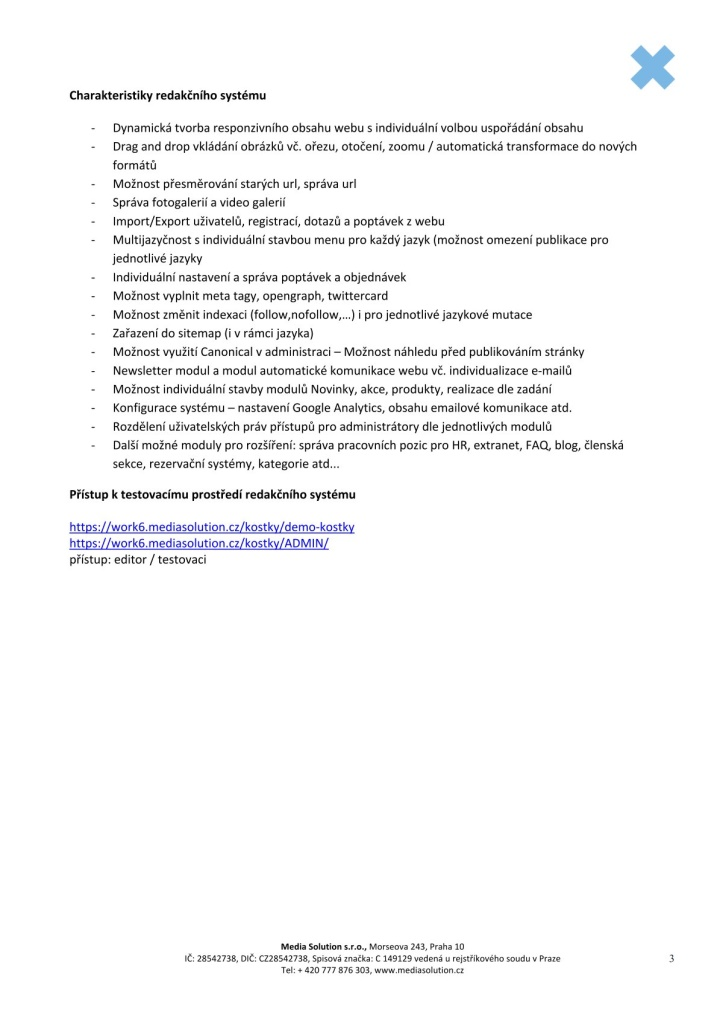 Charakteristiky redakčního systému
- Dynamická tvorba responzivního obsahu webu s individuální volbou uspořádání obsahu
- Drag and drop vkládání obrázků vč. ořezu, otočení, zoomu / automatická transformace do nových
formátů
- Možnost přesměrování starých url, správa url
- Správa fotogalerií a video galerií
- Import/Export uživatelů, registrací, dotazů a poptávek z webu
- Multijazyčnost s individuální stavbou menu pro každý jazyk (možnost omezení publikace pro
jednotlivé jazyky
- Individuální nastavení a správa poptávek a objednávek
- Možnost vyplnit meta tagy, opengraph, twittercard
- Možnost změnit indexaci (follow,nofollow,…) i pro jednotlivé jazykové mutace
- Zařazení do sitemap (i v rámci jazyka)
- Možnost využití Canonical v administraci – Možnost náhledu před publikováním stránky
- Newsletter modul a modul automatické komunikace webu vč. individualizace e-mailů
- Možnost individuální stavby modulů Novinky, akce, produkty, realizace dle zadání
- Konfigurace systému – nastavení Google Analytics, obsahu emailové komunikace atd.
- Rozdělení uživatelských práv přístupů pro administrátory dle jednotlivých modulů
- Další možné moduly pro rozšíření: správa pracovních pozic pro HR, extranet, FAQ, blog, členská
sekce, rezervační systémy, kategorie atd...
Přístup k testovacímu prostředí redakčního systému
https://work6.mediasolution.cz/kostky/demo-kostky
https://work6.mediasolution.cz/kostky/ADMIN/
přístup: editor / testovaci
Media Solution s.r.o., Morseova 243, Praha 10
IČ: 28542738, DIČ: CZ28542738, Spisová značka: C 149129 vedená u rejstříkového soudu v Praze
3
Tel: + 420 777 876 303, www.mediasolution.cz